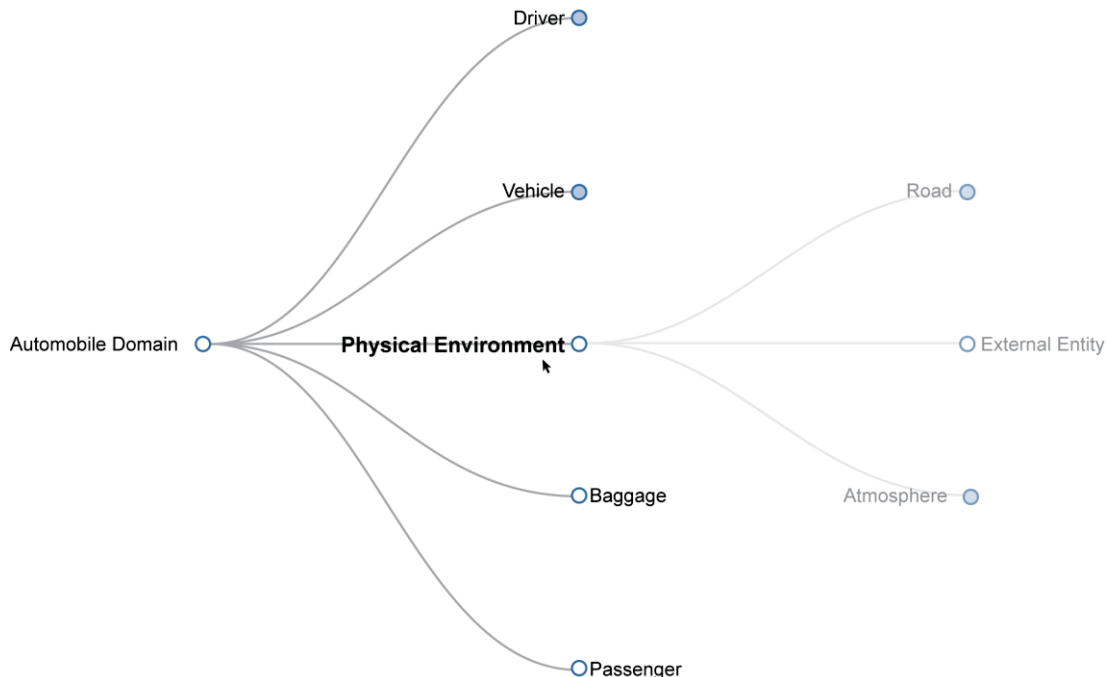 Driver
Vehicle
Road
Automobile Domain
Physical Environment
External Entity
Baggage
Atmosphere
Passenger